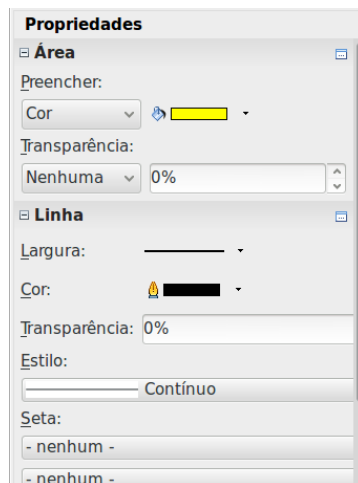 Propriedades
Área
Preencher:
Cor
Transparência:
Nenhuma 0%
Linha
Largura:
Cor:
Transparência: 0%
Estilo:
Contínuo
Seta:
- nenhum -
- nenhum -